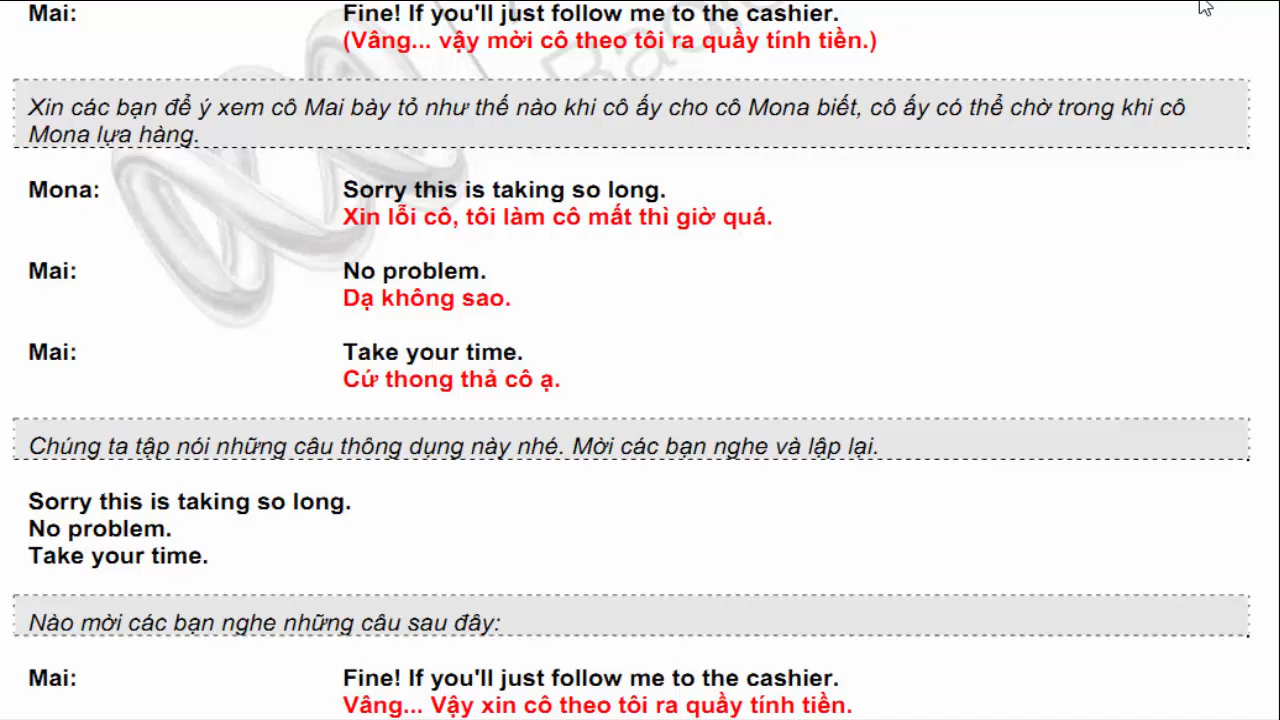 Mai: Fine! If you'll just follow me to the cashier.
(Vâng... vậy mời cô theo tôi ra quầy tính tiền.)
Xin các bạn để ý xem cô Mai bày tỏ như thế nào khi cô ấy cho cô Mona biết, cô ấy có thể chờ trong khi cô
Mona lựa hàng.
Mona: Sorry this is taking so long.
Xin lỗi cô, tôi làm cô mất thì giờ quá.
Mai: No problem.
Dạ không sao.
Mai: Take your time.
Cứ thong thả cô ạ.
Chúng ta tập nói những câu thông dụng này nhé. Mời các bạn nghe và lập lại.
Sorry this is taking so long.
No problem.
Take your time.
Nào mời các bạn nghe những câu sau đây:
Mai: Fine! If you'll just follow me to the cashier.
Vâng... Vậy xin cô theo tôi ra quầy tính tiền.